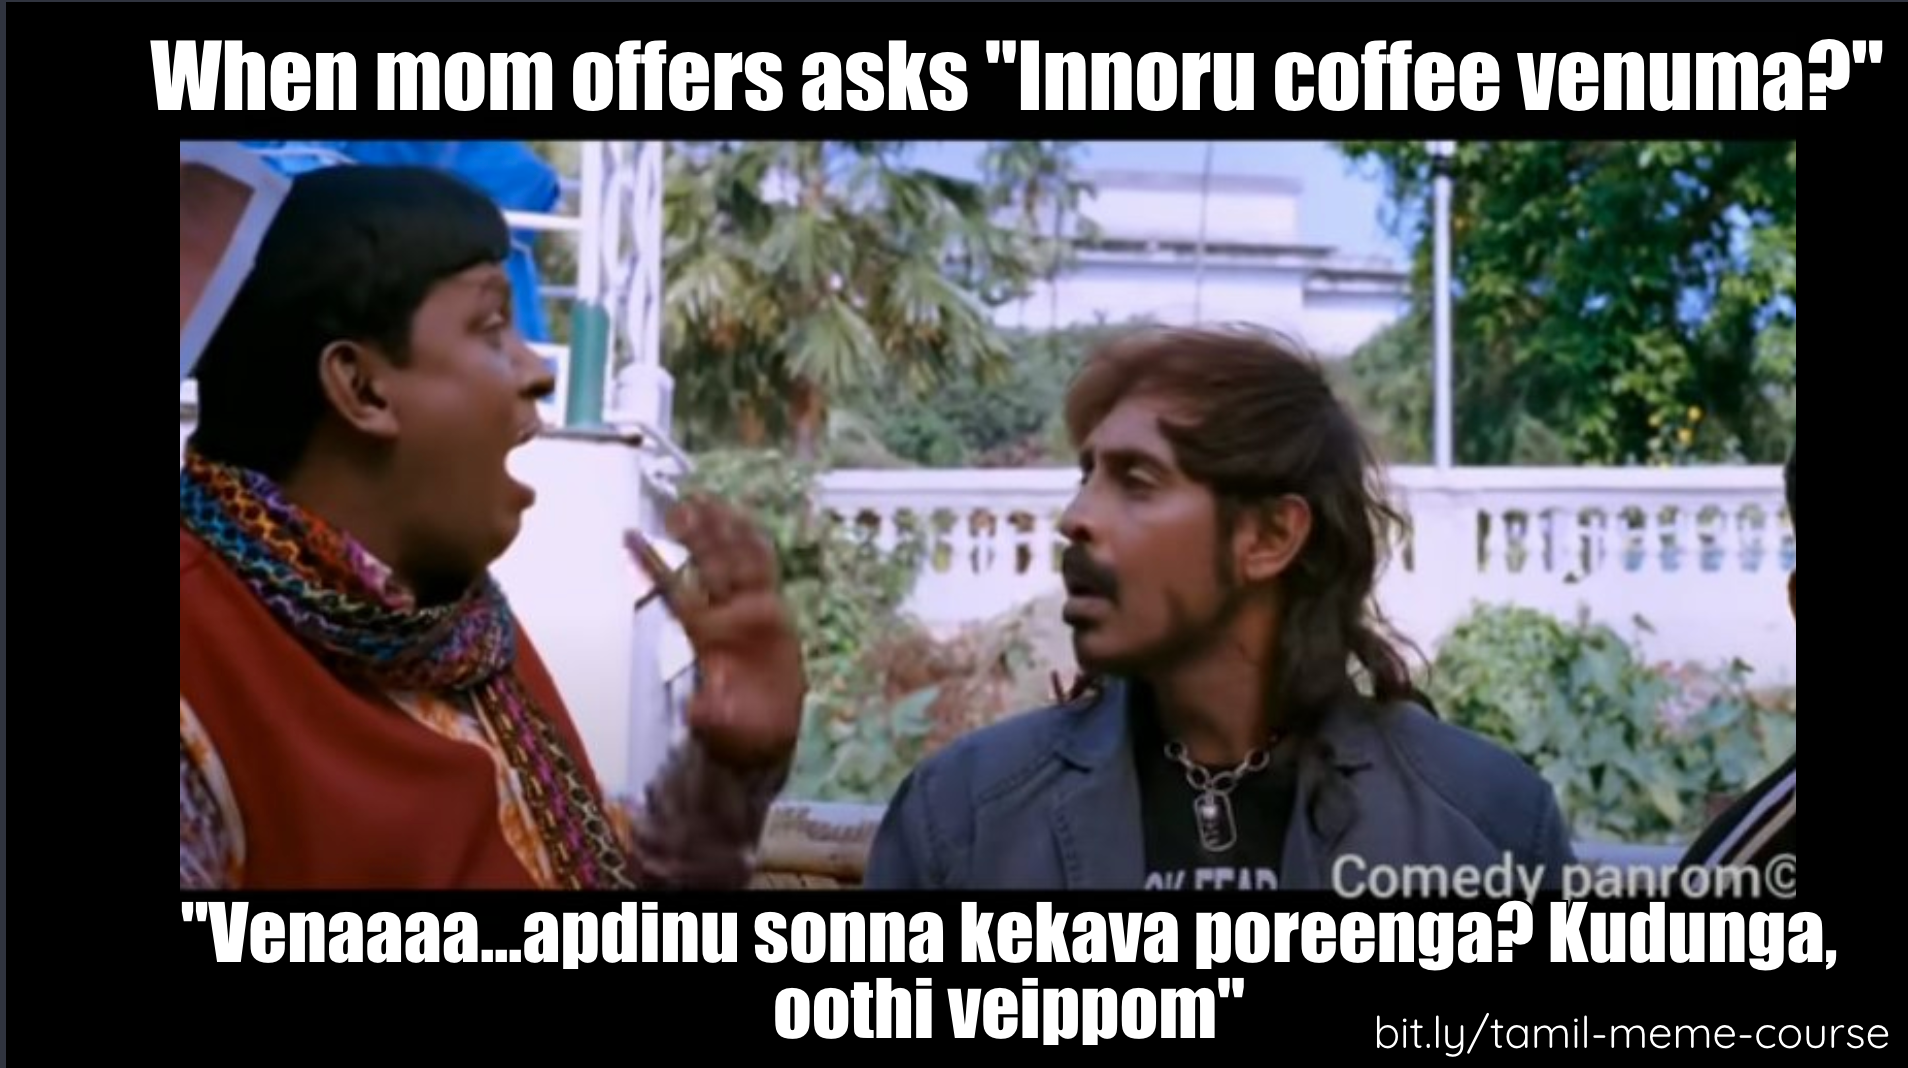 When mom offers asks "Innoru coffee venuma?"
Comedy panrom©
"Venaaaa...apdinu sonna kekava poreenga? Kudunga,
oothi veippom"
bit.ly/tamil-meme-course